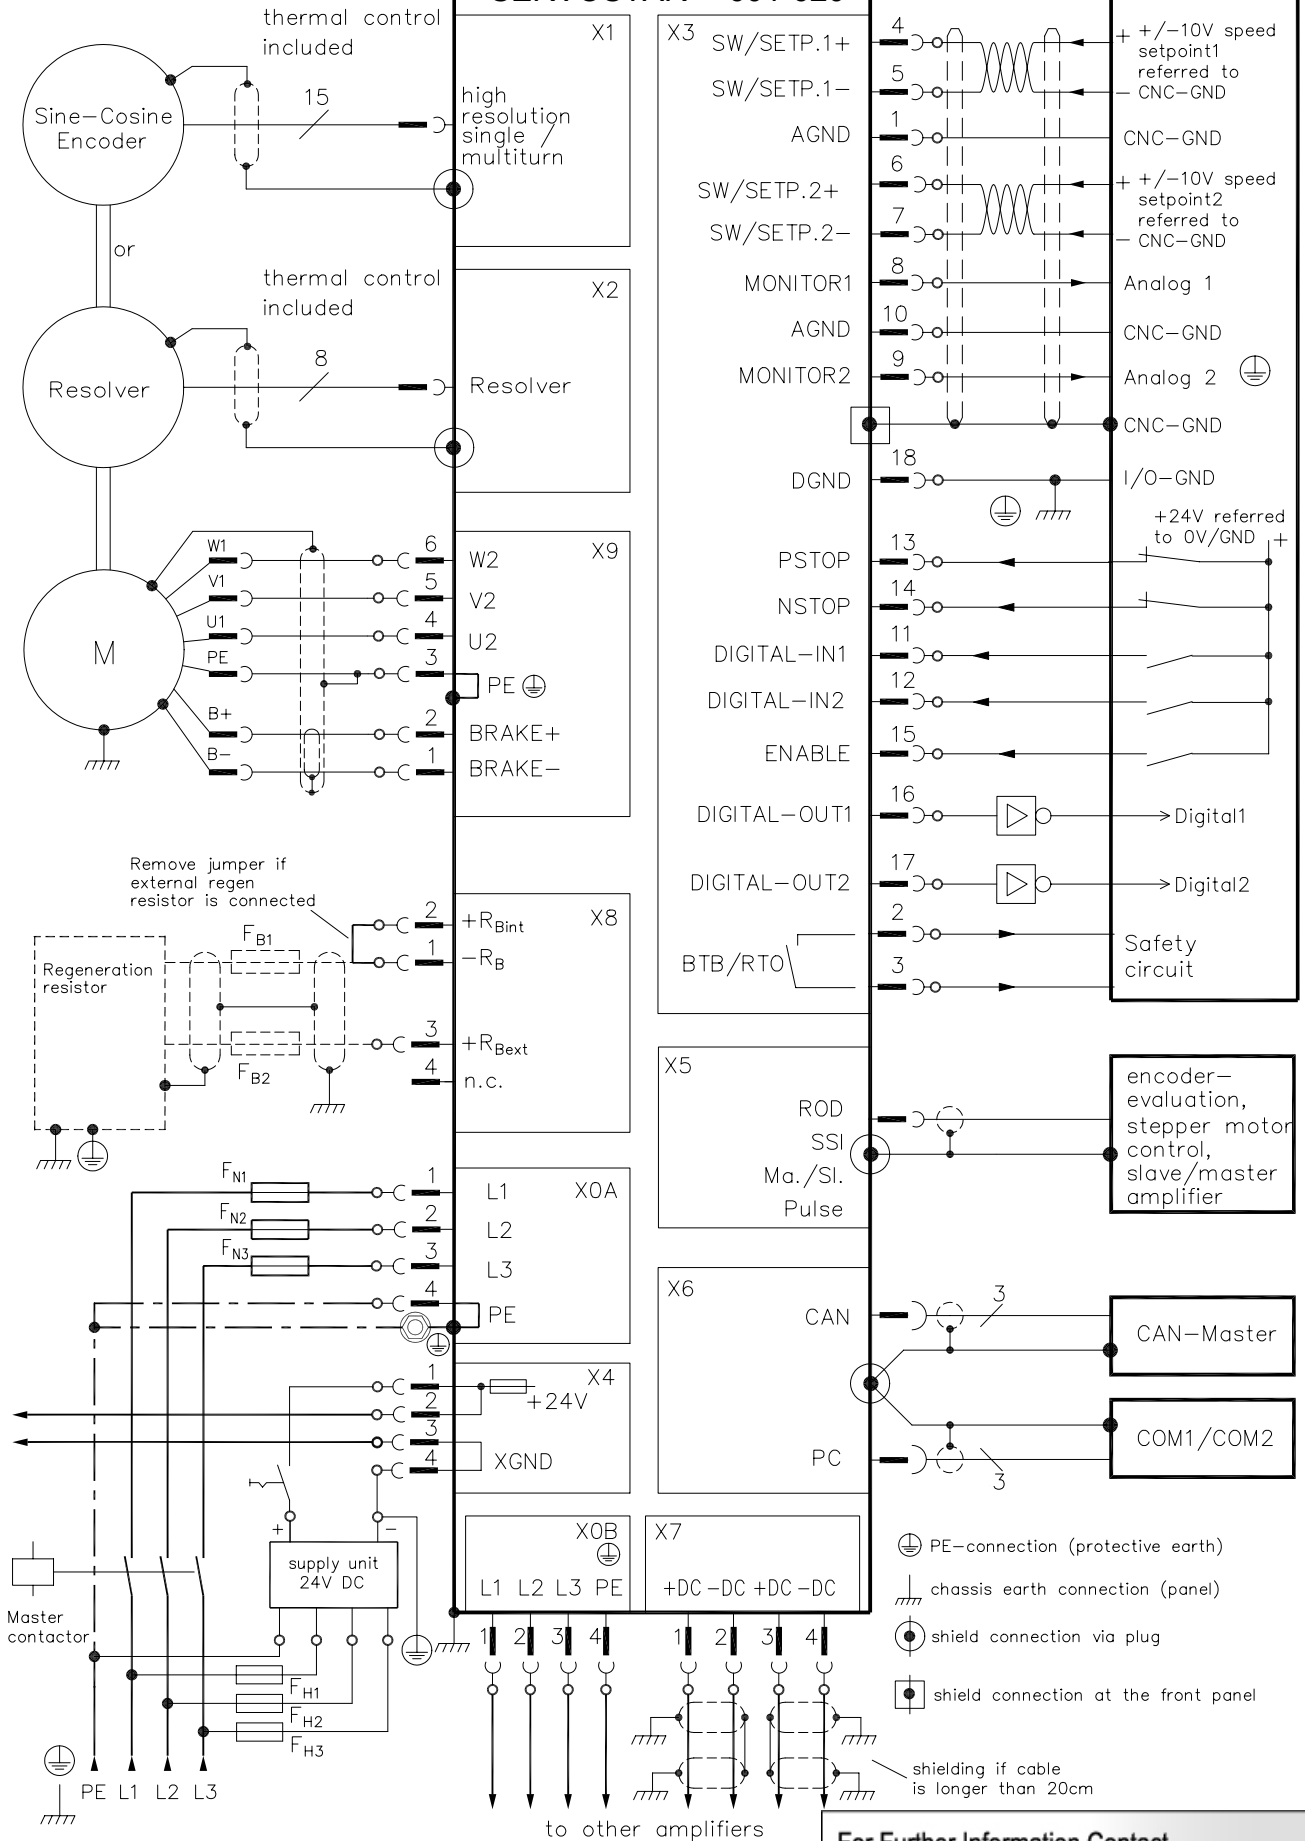 thermal control
included
X1
Sine-Cosine
Encoder
15
high
resolution
single /
multiturn
or
thermal control
included
X2
Resolver
8
Resolver
X9
M
W1
6
W2
V1
5
V2
U1
4
U2
PE
3
PE
B+
2
BRAKE+
B-
1
BRAKE-
Remove jumper if
external regen
resistor is connected
X8
2
+RBint
FB1
1
-RB
Regeneration
resistor
3
+RBext
FB2
4
n.c.
X0A
FN1
1
L1
FN2
2
L2
FN3
3
L3
4
PE
X4
1
+24V
2
3
4
XGND
+
-
supply unit
24V DC
Master
contactor
FH1
FH2
FH3
PE L1 L2 L3
X0B
L1 L2 L3 PE
1 2 3 4
X7
+DC -DC +DC -DC
1 2 3 4
to other amplifiers
X3
SW/SETP.1+
4
+ +/-10V speed
setpoint1
referred to
SW/SETP.1-
5
- CNC-GND
AGND
1
CNC-GND
SW/SETP.2+
6
+ +/-10V speed
setpoint2
referred to
SW/SETP.2-
7
- CNC-GND
MONITOR1
8
Analog 1
AGND
10
CNC-GND
MONITOR2
9
Analog 2
CNC-GND
DGND
18
I/O-GND
+24V referred
to 0V/GND +
PSTOP
13
NSTOP
14
DIGITAL-IN1
11
DIGITAL-IN2
12
ENABLE
15
DIGITAL-OUT1
16
Digital1
DIGITAL-OUT2
17
Digital2
2
BTB/RTO
3
Safety
circuit
X5
ROD
SSI
Ma./Sl.
Pulse
encoder-
evaluation,
stepper motor
control,
slave/master
amplifier
X6
CAN
3
CAN-Master
PC
3
COM1/COM2
PE-connection (protective earth)
chassis earth connection (panel)
shield connection via plug
shield connection at the front panel
shielding if cable
is longer than 20cm
For Further Information Contact